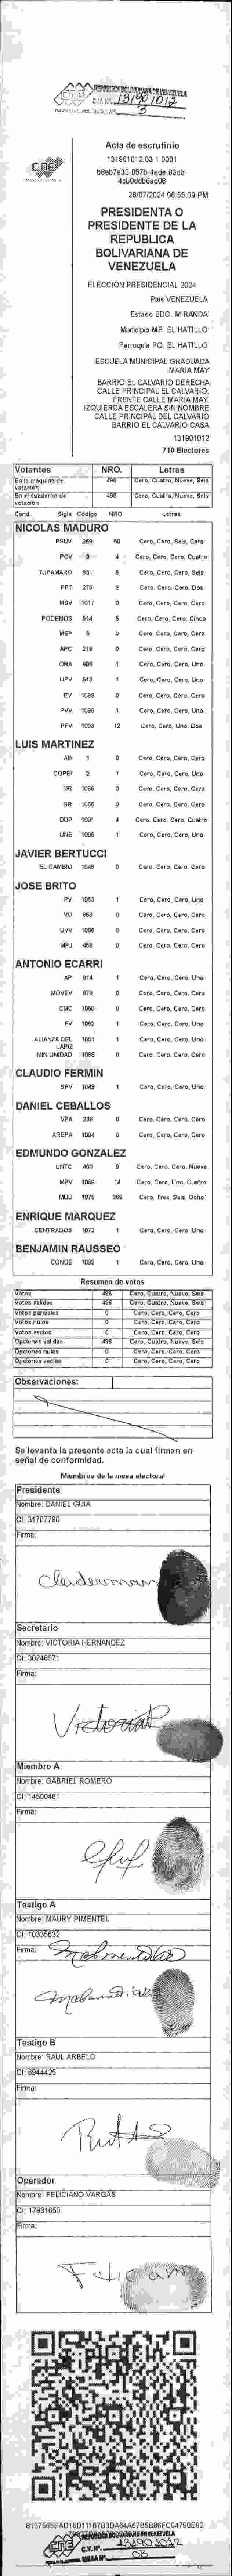 REPUBLICA BOLIVARIANA DE VENEZUELA
131901012
3
CNE
Acta de escrutinio
131901012.03.1.0001
b8eb7e32-057b-4ede-93db-
4cb0ddb6ad08
28/07/2024 06:55:09 PM
PRESIDENTA O
PRESIDENTE DE LA
REPUBLICA
BOLIVARIANA DE
VENEZUELA
ELECCIÓN PRESIDENCIAL 2024
País VENEZUELA
Estado EDO. MIRANDA
Municipio MP. EL HATILLO
Parroquia PQ. EL HATILLO
ESCUELA MUNICIPAL GRADUADA
MARIA MAY
BARRIO EL CALVARIO DERECHA
CALLE PRINCIPAL EL CALVARIO.
FRENTE CALLE MARIA MAY.
IZQUIERDA ESCALERA SIN NOMBRE
CALLE PRINCIPAL DEL CALVARIO
BARRIO EL CALVARIO CASA
131901012
710 Electores
Votantes NRO. Letras
En la máquina de votación 496 Cero, Cuatro, Nueve, Seis
En el cuaderno de votación 496 Cero, Cuatro, Nueve, Seis
Cand. Sigla Código NRO. Letras
NICOLAS MADURO
PSUV 269 60 Cero, Cero, Seis, Cero
PCV 4 Cero, Cero, Cero, Cuatro
TUPAMARO 931 6 Cero, Cero, Cero, Seis
PPT 279 2 Cero, Cero, Cero, Dos
MSV 1017 0 Cero, Cero, Cero, Cero
PODEMOS 514 5 Cero, Cero, Cero, Cinco
MEP 0 Cero, Cero, Cero, Cero
APC 219 0 Cero, Cero, Cero, Cero
ORA 906 1 Cero, Cero, Cero, Uno
UPV 513 1 Cero, Cero, Cero, Uno
EV 1089 0 Cero, Cero, Cero, Cero
PVV 1090 1 Cero, Cero, Cero, Uno
PFV 1093 12 Cero, Cero, Uno, Dos
LUIS MARTINEZ
AD 1 0 Cero, Cero, Cero, Cero
COPEI 2 1 Cero, Cero, Cero, Uno
MR 1056 0 Cero, Cero, Cero, Cero
BR 1066 0 Cero, Cero, Cero, Cero
DDP 1091 4 Cero, Cero, Cero, Cuatro
UNE 1095 1 Cero, Cero, Cero, Uno
JAVIER BERTUCCI
EL CAMBIO 1048 0 Cero, Cero, Cero, Cero
JOSE BRITO
PV 1053 1 Cero, Cero, Cero, Uno
VU 658 0 Cero, Cero, Cero, Cero
UVV 1096 0 Cero, Cero, Cero, Cero
MPJ 458 0 Cero, Cero, Cero, Cero
ANTONIO ECARRI
AP 914 1 Cero, Cero, Cero, Uno
MOVEV 679 0 Cero, Cero, Cero, Cero
CMC 1050 0 Cero, Cero, Cero, Cero
FV 1062 1 Cero, Cero, Cero, Uno
ALIANZA DEL LAPIZ 1061 1 Cero, Cero, Cero, Uno
MIN UNIDAD 1068 0 Cero, Cero, Cero, Cero
CLAUDIO FERMIN
SPV 1049 1 Cero, Cero, Cero, Uno
DANIEL CEBALLOS
VPA 236 0 Cero, Cero, Cero, Cero
AREPA 1094 0 Cero, Cero, Cero, Cero
EDMUNDO GONZALEZ
UNTC 460 9 Cero, Cero, Cero, Nueve
MPV 1069 14 Cero, Cero, Uno, Cuatro
MUD 1076 368 Cero, Tres, Seis, Ocho
ENRIQUE MARQUEZ
CENTRADOS 1073 1 Cero, Cero, Cero, Uno
BENJAMIN RAUSSEO
CONDE 1092 1 Cero, Cero, Cero, Uno
Resumen de votos
Votos 496 Cero, Cuatro, Nueve, Seis
Votos válidos 496 Cero, Cuatro, Nueve, Seis
Votos parciales 0 Cero, Cero, Cero, Cero
Votos nulos 0 Cero, Cero, Cero, Cero
Votos vacíos 0 Cero, Cero, Cero, Cero
Opciones válidas 496 Cero, Cuatro, Nueve, Seis
Opciones nulas 0 Cero, Cero, Cero, Cero
Opciones vacías 0 Cero, Cero, Cero, Cero
Observaciones:
Se levanta la presente acta la cual firman en
señal de conformidad.
Miembros de la mesa electoral
Presidente
Nombre: DANIEL GUIA
CI: 31707790
Firma:
Secretario
Nombre: VICTORIA HERNANDEZ
CI: 30248571
Firma:
Victoria
Miembro A
Nombre: GABRIEL ROMERO
CI: 14500481
Firma:
Testigo A
Nombre: MAURY PIMENTEL
CI: 10335632
Firma:
Testigo B
Nombre: RAUL ARBELO
CI: 6844425
Firma:
Operador
Nombre: FELICIANO VARGAS
CI: 17981650
Firma:
REPUBLICA BOLIVARIANA DE VENEZUELA
CNE
C.V. Nº 131901012
MESA Nº 03